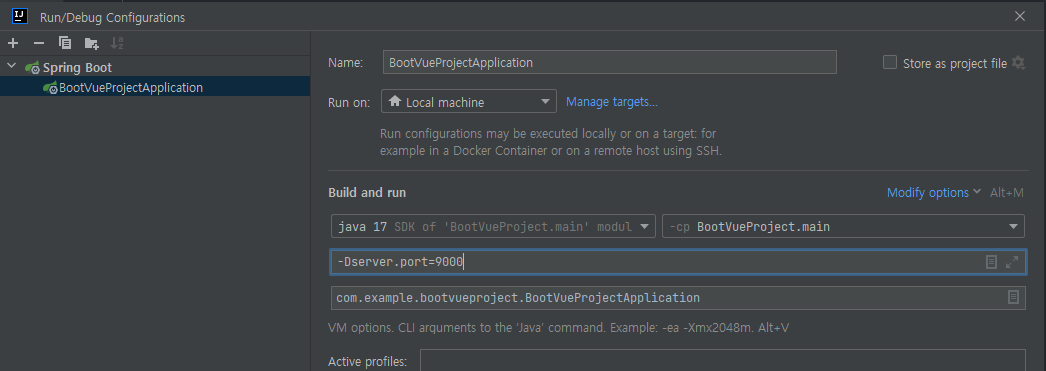 IJ Run/Debug Configurations
Spring Boot
BootVueProjectApplication
Name: BootVueProjectApplication Store as project file
Run on: Local machine Manage targets...
Run configurations may be executed locally or on a target: for
example in a Docker Container or on a remote host using SSH.
Build and run Modify options Alt+M
java 17 SDK of 'BootVueProject.main' modul -cp BootVueProject.main
-Dserver.port=9000
com.example.bootvueproject.BootVueProjectApplication
VM options. CLI arguments to the 'Java' command. Example: -ea -Xmx2048m. Alt+V
Active profiles: